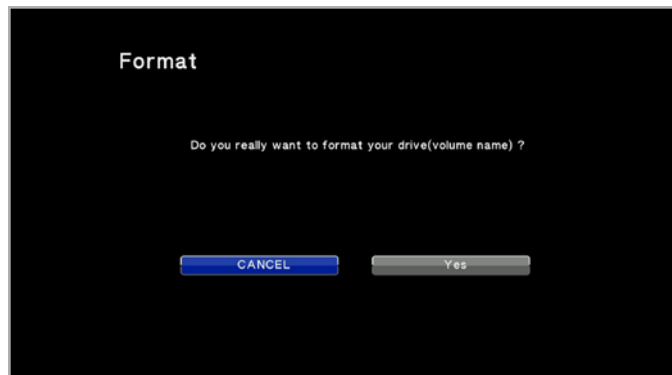 Format
Do you really want to format your drive(volume name) ?
CANCEL
Yes